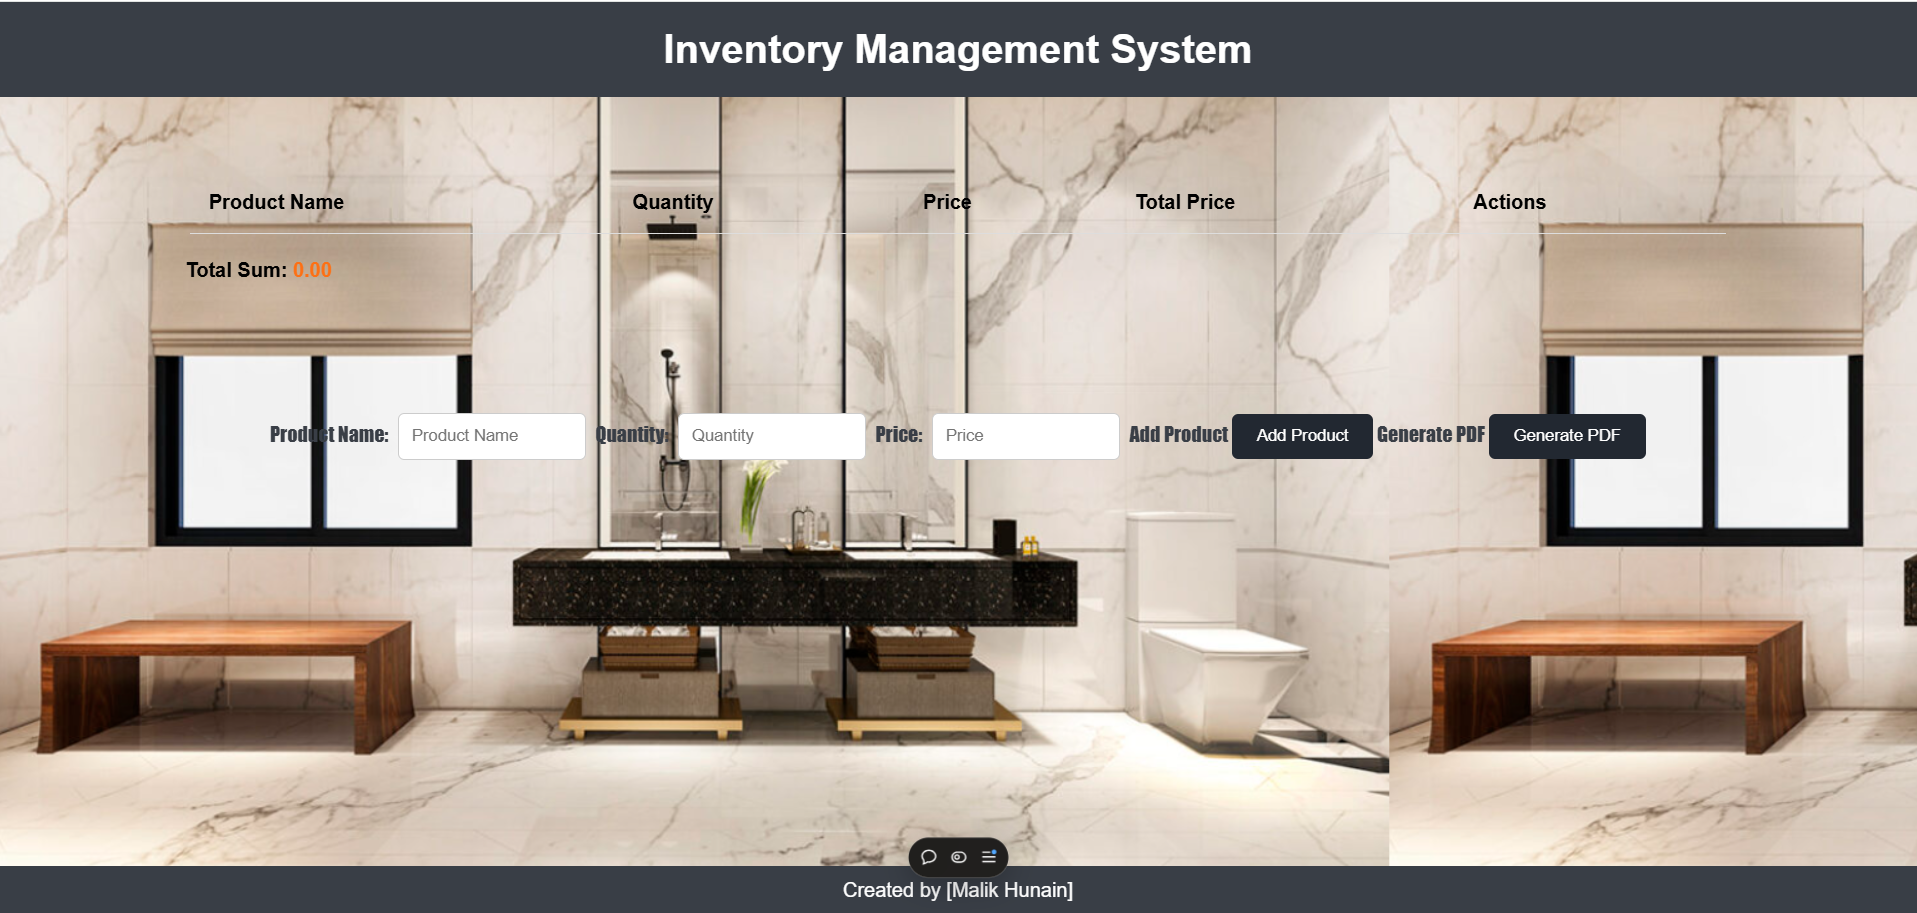 Inventory Management System
Product Name Quantity Price Total Price Actions
Total Sum: 0.00
Product Name: Product Name Quantity: Quantity Price: Price Add Product Add Product Generate PDF Generate PDF
Created by [Malik Hunain]